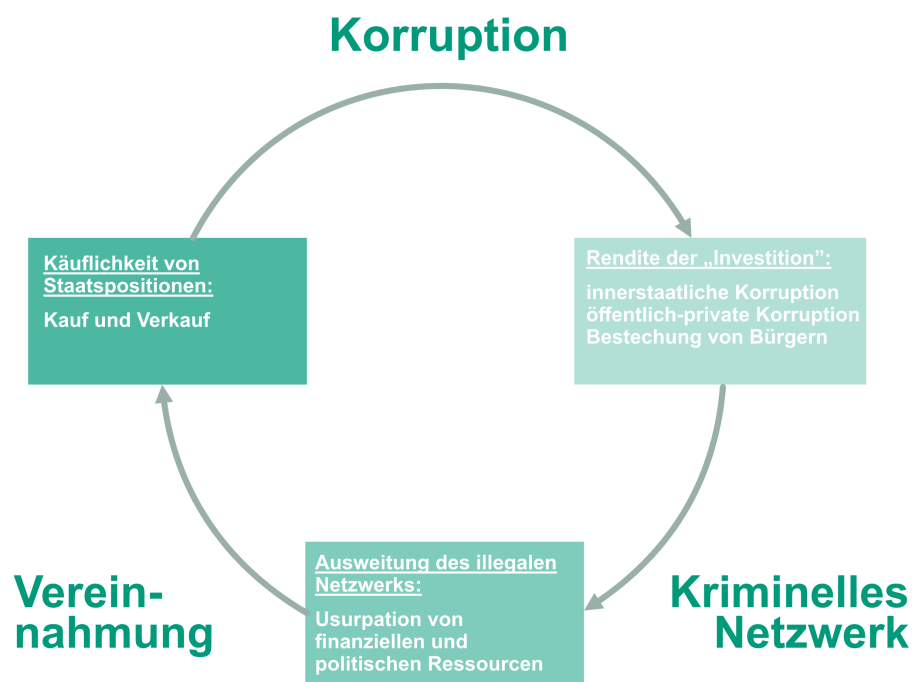 Korruption
Käuflichkeit von
Staatspositionen:
Kauf und Verkauf
Rendite der „Investition”:
innerstaatliche Korruption
öffentlich-private Korruption
Bestechung von Bürgern
Ausweitung des illegalen
Netzwerks:
Usurpation von
finanziellen und
politischen Ressourcen
Verein-
nahmung
Kriminelles
Netzwerk